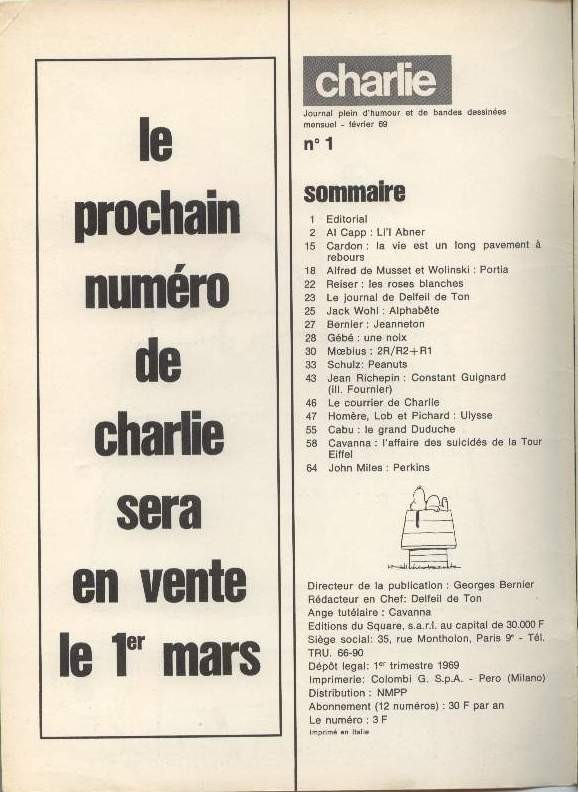 le
prochain
numéro
de
charlie
sera
en vente
le 1er mars
charlie
Journal plein d'humour et de bandes dessinées
mensuel - février 69
n° 1
sommaire
1 Editorial
2 Al Capp : Li'l Abner
15 Cardon : la vie est un long pavement à
rebours
18 Alfred de Musset et Wolinski : Portia
22 Reiser : les roses blanches
23 Le journal de Delfeil de Ton
25 Jack Wohl : Alphabête
27 Bernier : Jeanneton
28 Gébé : une noix
30 Mœbius : 2R/R2+R1
33 Schulz: Peanuts
43 Jean Richepin : Constant Guignard
(ill. Fournier)
46 Le courrier de Charlie
47 Homère, Lob et Pichard : Ulysse
55 Cabu : le grand Duduche
58 Cavanna : l'affaire des suicidés de la Tour
Eiffel
64 John Miles : Perkins
Directeur de la publication : Georges Bernier
Rédacteur en Chef: Delfeil de Ton
Ange tutélaire : Cavanna
Editions du Square, s.a.r.l. au capital de 30.000 F
Siège social: 35, rue Montholon, Paris 9e - Tél.
TRU. 66-90
Dépôt legal: 1er trimestre 1969
Imprimerie: Colombi G. S.p.A. - Pero (Milano)
Distribution : NMPP
Abonnement (12 numéros) : 30 F par an
Le numéro : 3 F
Imprimé en Italie